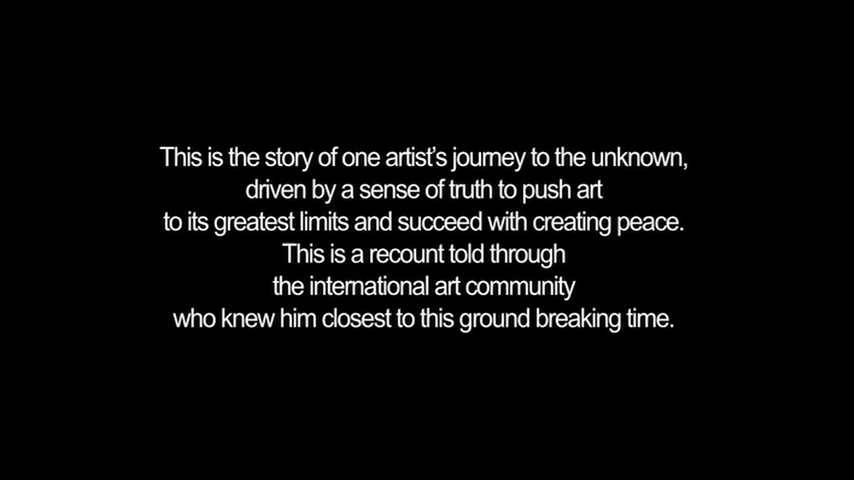 This is the story of one artist's journey to the unknown,
driven by a sense of truth to push art
to its greatest limits and succeed with creating peace.
This is a recount told through
the international art community
who knew him closest to this ground breaking time.